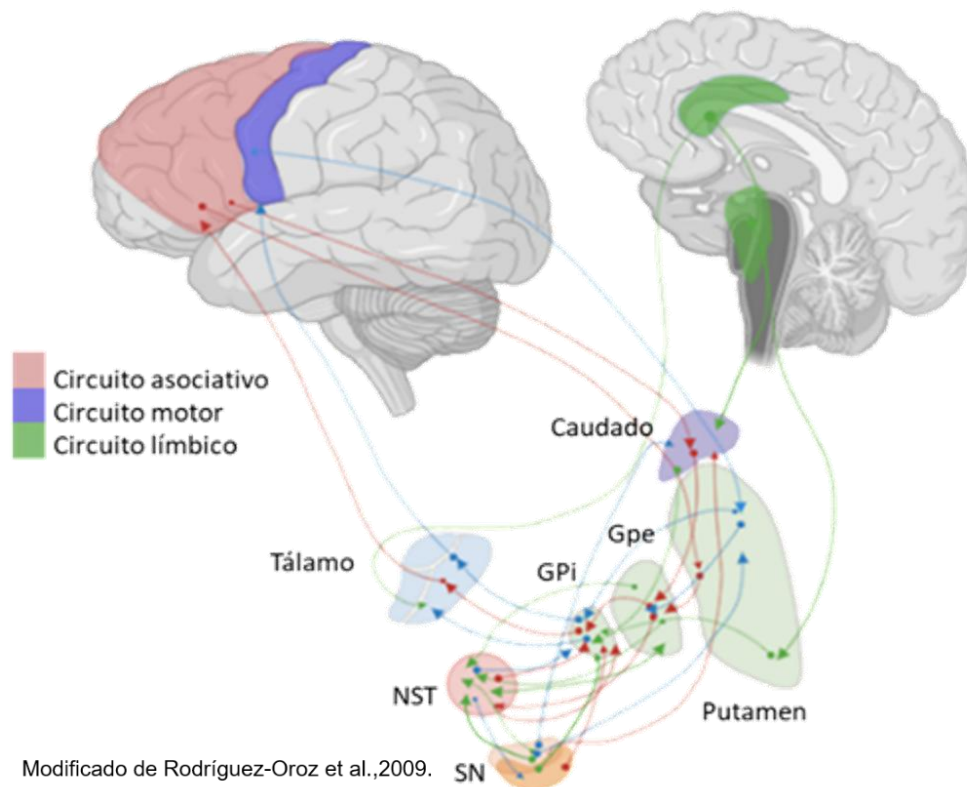 Circuito asociativo
Circuito motor
Circuito límbico
Caudado
Gpe
Tálamo
GPi
NST
Putamen
SN
Modificado de Rodríguez-Oroz et al.,2009.